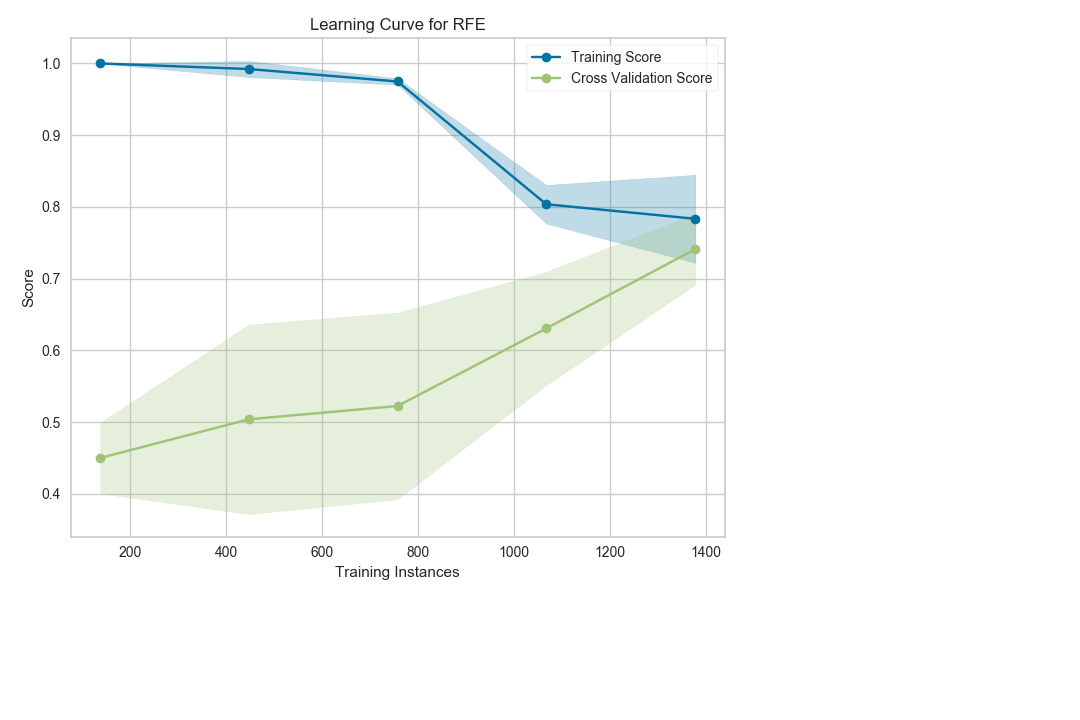 Learning Curve for RFE
Training Score
Cross Validation Score
1.0
0.9
0.8
0.7
0.6
0.5
0.4
Score
200 400 600 800 1000 1200 1400
Training Instances